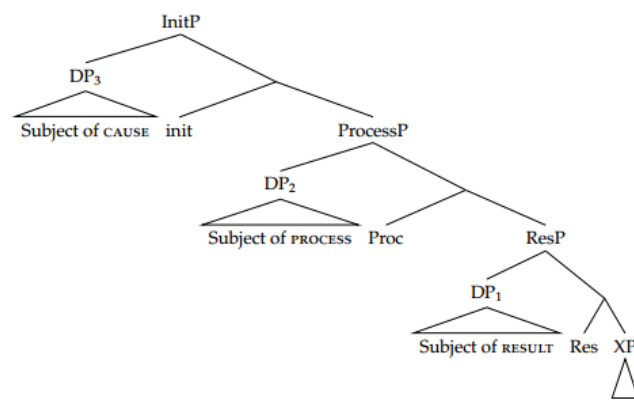 InitP
DP₃
Subject of CAUSE init ProcessP
DP₂
Subject of PROCESS Proc ResP
DP₁
Subject of RESULT Res XP